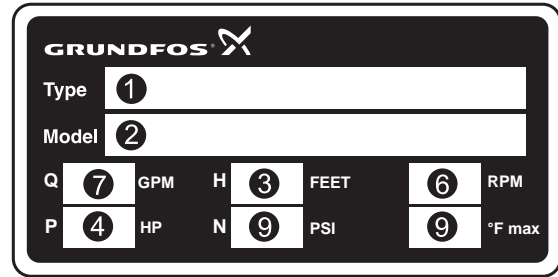 GRUNDFOS
Type 1
Model 2
Q 7 GPM H 3 FEET 6 RPM
P 4 HP N 9 PSI 9 °F max